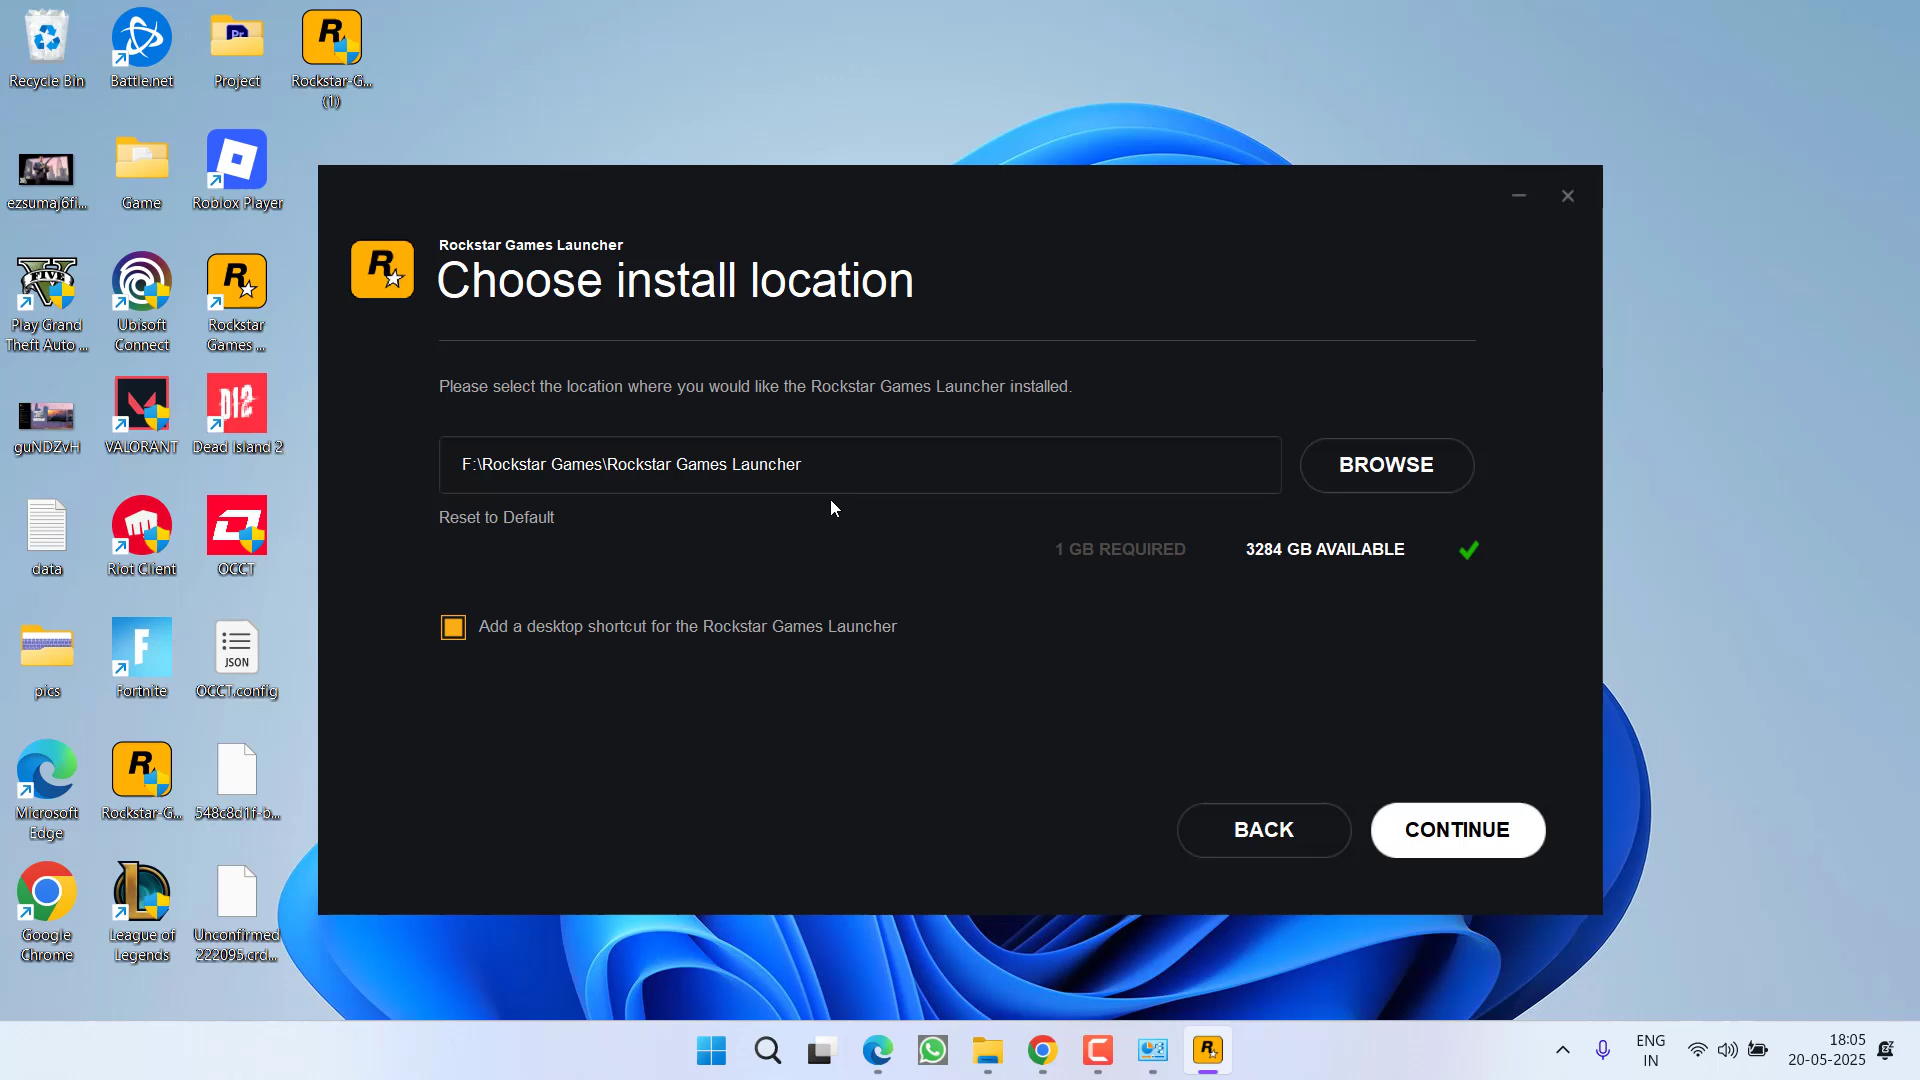 Recycle Bin
Battle.net
Project
Rockstar-G...
(1)
ezsumaj6fi...
Game
Roblox Player
Play Grand
Theft Auto ...
Ubisoft
Connect
Rockstar
Games ...
guNDZvH
VALORANT
Dead Island 2
data
Riot Client
OCCT
pics
Fortnite
JSON
OCCT.config
Microsoft
Edge
Rockstar-G...
548c8d1f-b...
Google
Chrome
League of
Legends
Unconfirmed
222095.crd...
Rockstar Games Launcher
Choose install location
Please select the location where you would like the Rockstar Games Launcher installed.
F:\Rockstar Games\Rockstar Games Launcher
BROWSE
Reset to Default
1 GB REQUIRED
3284 GB AVAILABLE
Add a desktop shortcut for the Rockstar Games Launcher
BACK
CONTINUE
ENG
IN
18:05
20-05-2025